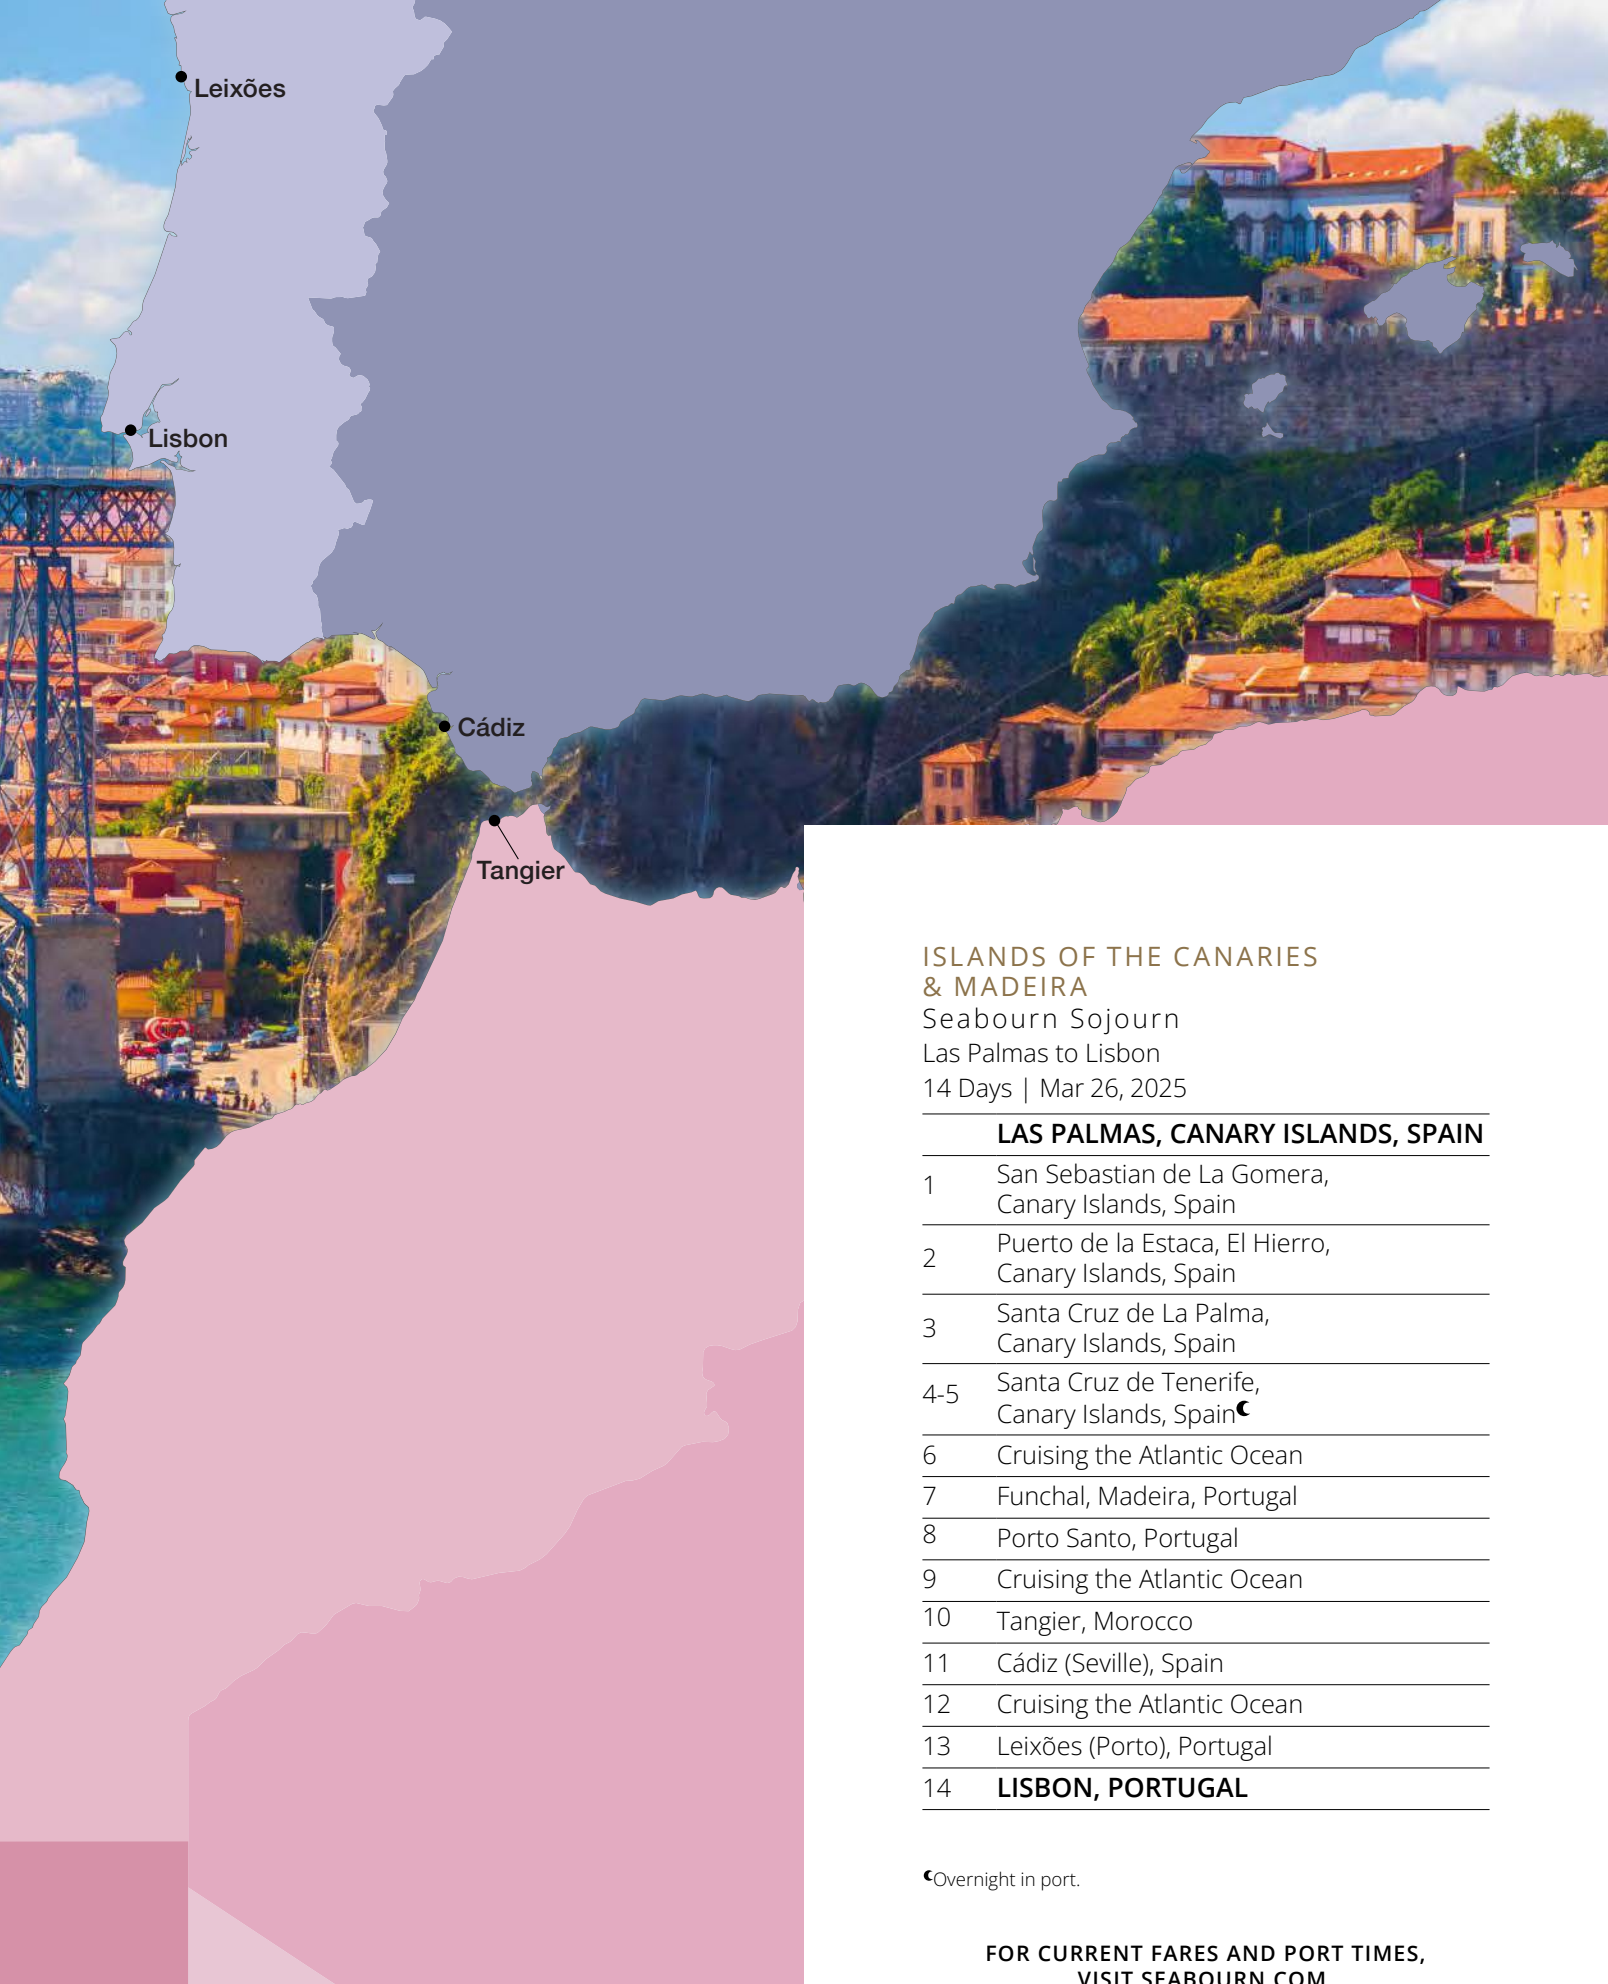 Leixões
Lisbon
Cádiz
Tangier
ISLANDS OF THE CANARIES
& MADEIRA
Seabourn Sojourn
Las Palmas to Lisbon
14 Days | Mar 26, 2025
LAS PALMAS, CANARY ISLANDS, SPAIN
1 San Sebastian de La Gomera,
Canary Islands, Spain
2 Puerto de la Estaca, El Hierro,
Canary Islands, Spain
3 Santa Cruz de La Palma,
Canary Islands, Spain
4-5 Santa Cruz de Tenerife,
Canary Islands, Spain
6 Cruising the Atlantic Ocean
7 Funchal, Madeira, Portugal
8 Porto Santo, Portugal
9 Cruising the Atlantic Ocean
10 Tangier, Morocco
11 Cádiz (Seville), Spain
12 Cruising the Atlantic Ocean
13 Leixões (Porto), Portugal
14 LISBON, PORTUGAL
Overnight in port.
FOR CURRENT FARES AND PORT TIMES,
VISIT SEABOURN.COM